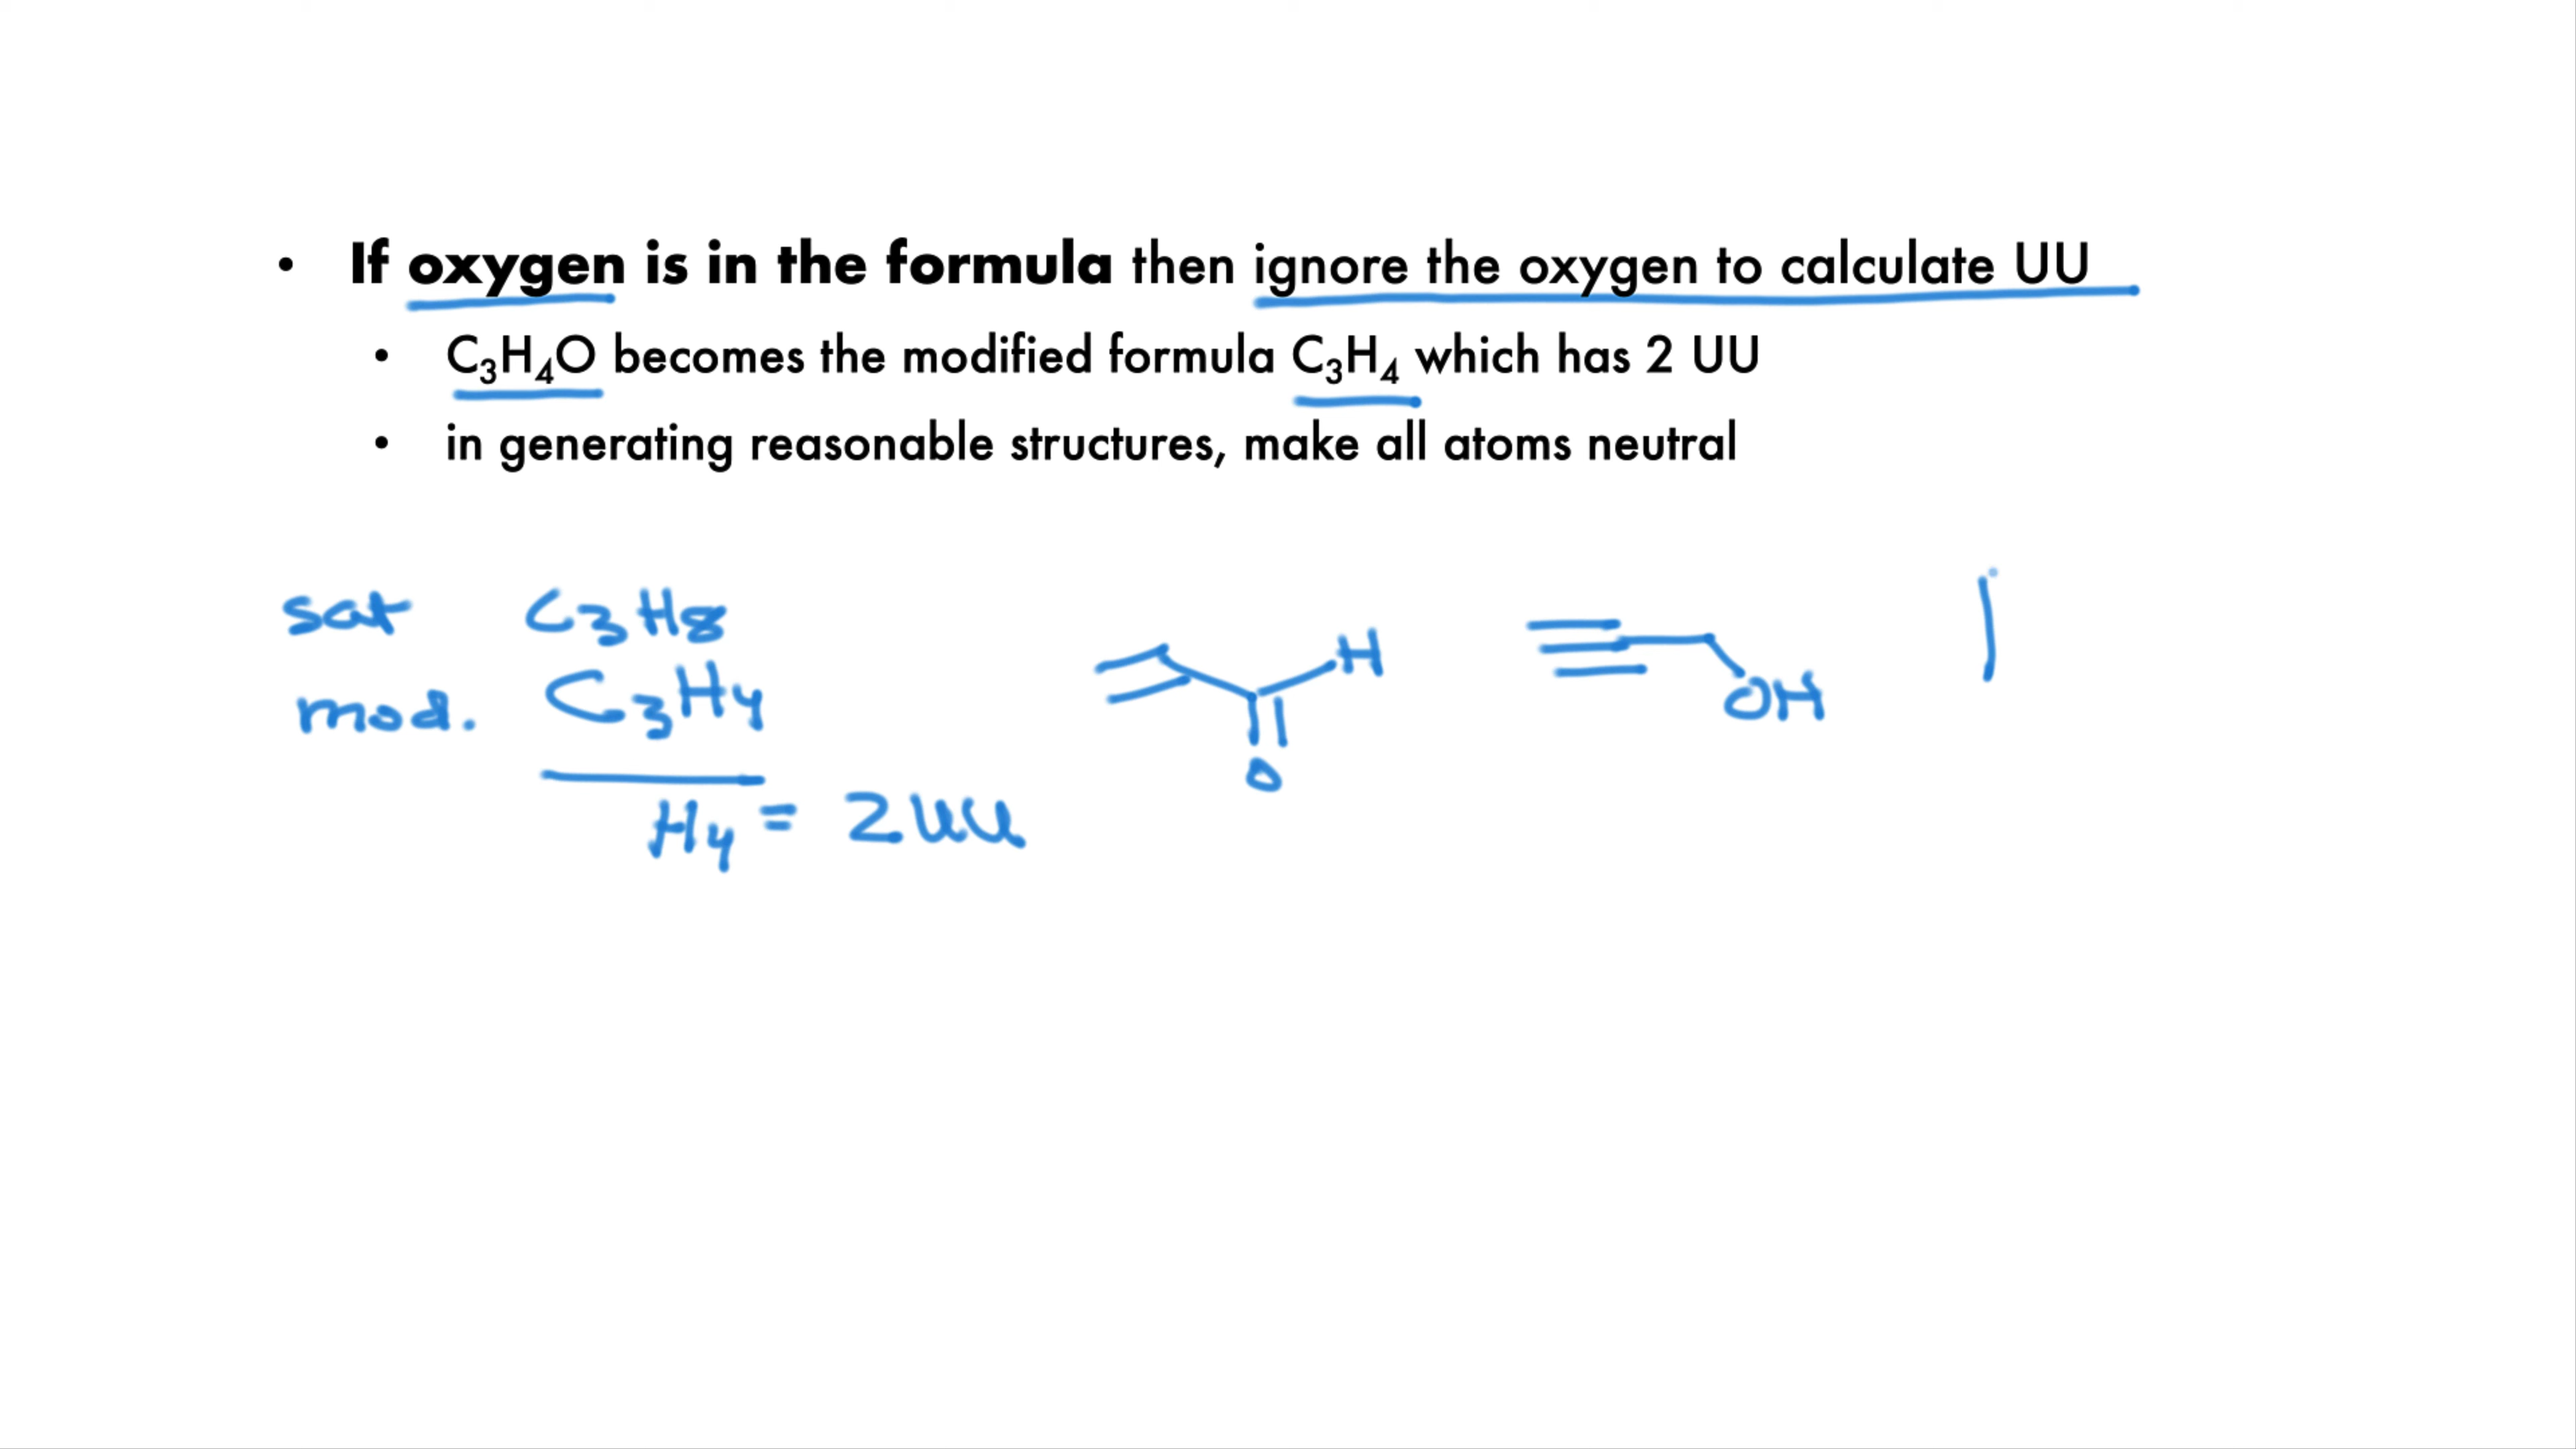 • If oxygen is in the formula then ignore the oxygen to calculate UU
• C₃H₄O becomes the modified formula C₃H₄ which has 2 UU
• in generating reasonable structures, make all atoms neutral
sat C₃H₈
mod. C₃H₄
H₄ = 2UU
H
O
OH